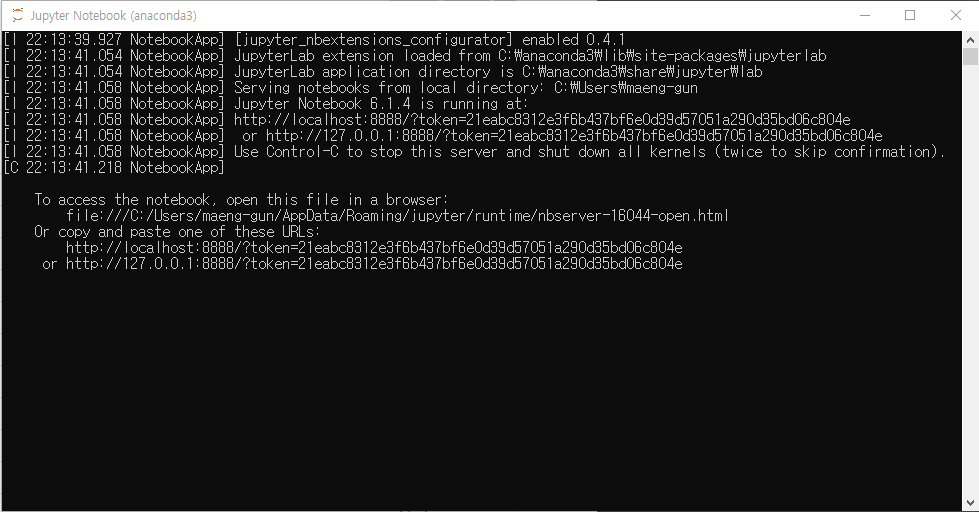 Jupyter Notebook (anaconda3)
[I 22:13:39.927 NotebookApp] [jupyter_nbextensions_configurator] enabled 0.4.1
[I 22:13:41.054 NotebookApp] JupyterLab extension loaded from C:₩anaconda3₩lib₩site-packages₩jupyterlab
[I 22:13:41.054 NotebookApp] JupyterLab application directory is C:₩anaconda3₩share₩jupyter₩lab
[I 22:13:41.058 NotebookApp] Serving notebooks from local directory: C:₩Users₩maeng-gun
[I 22:13:41.058 NotebookApp] Jupyter Notebook 6.1.4 is running at:
[I 22:13:41.058 NotebookApp] http://localhost:8888/?token=21eabc8312e3f6b437bf6e0d39d57051a290d35bd06c804e
[I 22:13:41.058 NotebookApp]  or http://127.0.0.1:8888/?token=21eabc8312e3f6b437bf6e0d39d57051a290d35bd06c804e
[I 22:13:41.058 NotebookApp] Use Control-C to stop this server and shut down all kernels (twice to skip confirmation).
[C 22:13:41.218 NotebookApp]
To access the notebook, open this file in a browser:
file:///C:/Users/maeng-gun/AppData/Roaming/jupyter/runtime/nbserver-16044-open.html
Or copy and paste one of these URLs:
http://localhost:8888/?token=21eabc8312e3f6b437bf6e0d39d57051a290d35bd06c804e
or http://127.0.0.1:8888/?token=21eabc8312e3f6b437bf6e0d39d57051a290d35bd06c804e